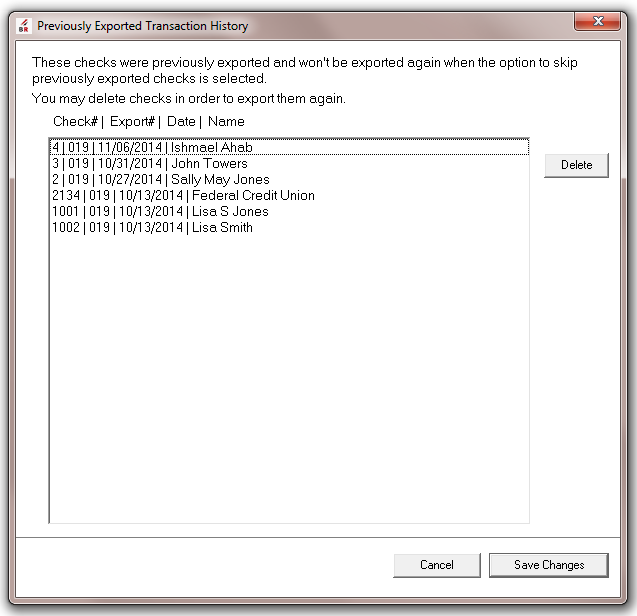 BR Previously Exported Transaction History
These checks were previously exported and won't be exported again when the option to skip
previously exported checks is selected.
You may delete checks in order to export them again.
Check# | Export# | Date | Name
4 | 019 | 11/06/2014 | Ishmael Ahab
3 | 019 | 10/31/2014 | John Towers
2 | 019 | 10/27/2014 | Sally May Jones
2134 | 019 | 10/13/2014 | Federal Credit Union
1001 | 019 | 10/13/2014 | Lisa S Jones
1002 | 019 | 10/13/2014 | Lisa Smith
Delete
Cancel
Save Changes